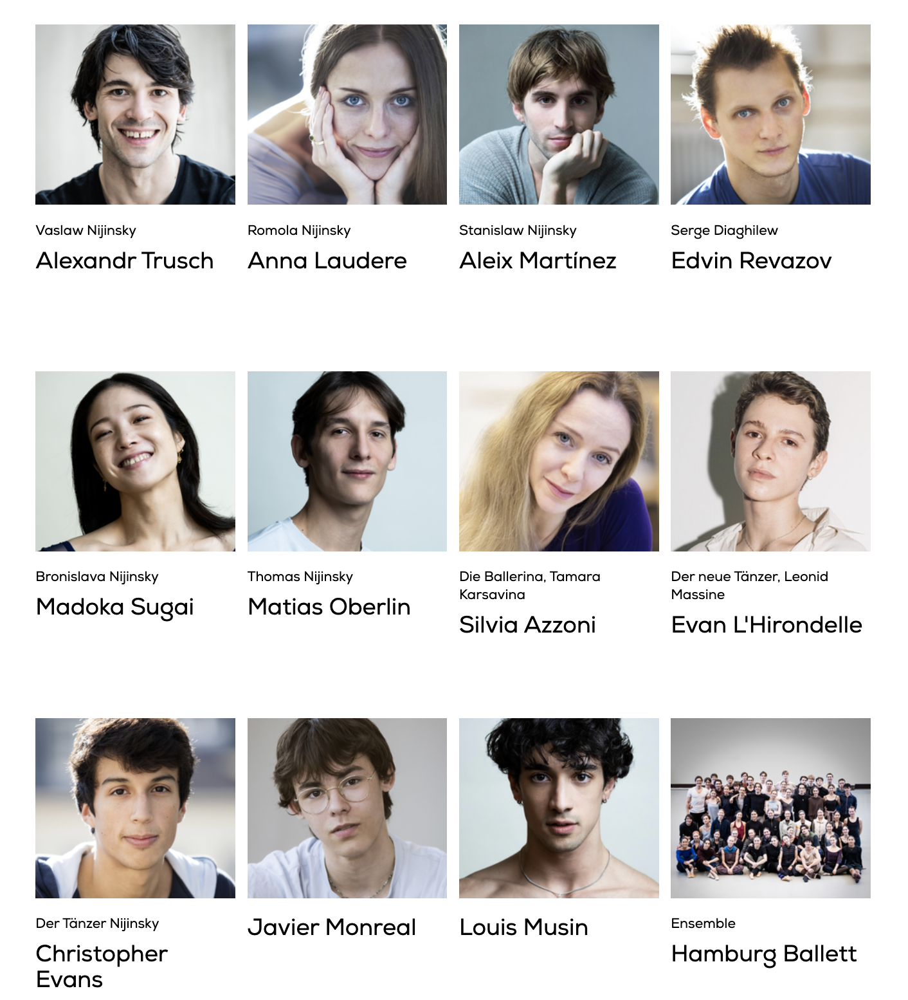 Vaslaw Nijinsky
Alexandr Trusch
Romola Nijinsky
Anna Laudere
Stanislaw Nijinsky
Aleix Martínez
Serge Diaghilew
Edvin Revazov
Bronislava Nijinsky
Madoka Sugai
Thomas Nijinsky
Matias Oberlin
Die Ballerina, Tamara
Karsavina
Silvia Azzoni
Der neue Tänzer, Leonid
Massine
Evan L'Hirondelle
Der Tänzer Nijinsky
Christopher
Evans
Javier Monreal
Louis Musin
Ensemble
Hamburg Ballett